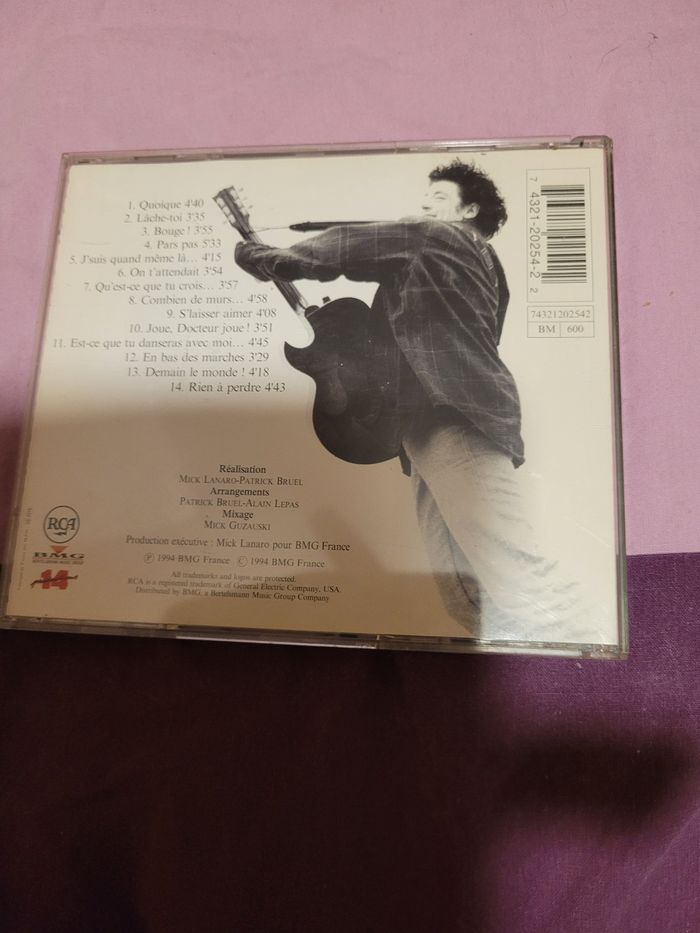 1. Quoique 4'40
2. Lâche-toi 3'35
3. Bouge ! 3'55
4. Pars pas 5'33
5. J'suis quand même là... 4'15
6. On t'attendait 3'54
7. Qu'est-ce que tu crois... 3'57
8. Combien de murs... 4'58
9. S'laisser aimer 4'08
10. Joue, Docteur joue ! 3'51
11. Est-ce que tu danseras avec moi... 4'45
12. En bas des marches 3'29
13. Demain le monde ! 4'18
14. Rien à perdre 4'43
7 4321-20254-2 2
74321202542
BM 600
Réalisation
MICK LANARO-PATRICK BRUEL
Arrangements
PATRICK BRUEL-ALAIN LEPAS
Mixage
MICK GUZAUSKI
Production exécutive : Mick Lanaro pour BMG France
Ⓟ 1994 BMG France © 1994 BMG France
All trademarks and logos are protected.
RCA is a registered trademark of General Electric Company, USA.
Distributed by BMG, a Bertelsmann Music Group Company
RCA
BMG
BERTELSMANN MUSIC GROUP
14